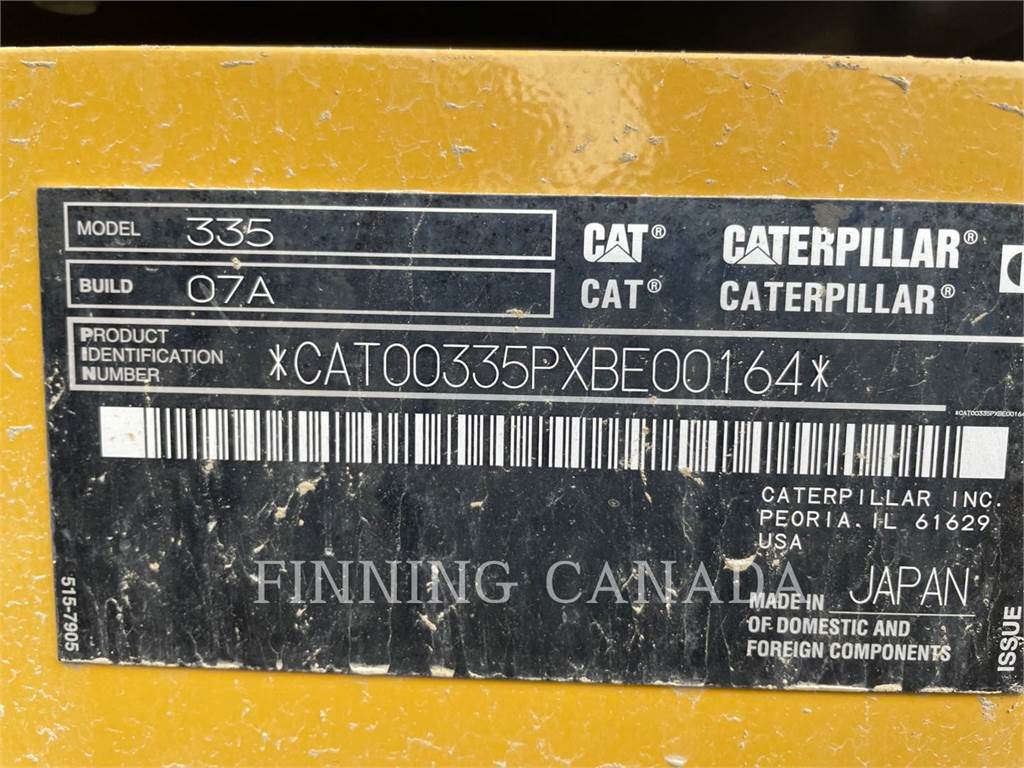 MODEL 335
CAT® CATERPILLAR®
BUILD 07A
CAT® CATERPILLAR®
PRODUCT
IDENTIFICATION
NUMBER
*CAT00335PXBE00164*
*CAT00335PXBE00164
CATERPILLAR INC.
PEORIA, IL 61629
USA
FINNING CANADA
MADE IN JAPAN
OF DOMESTIC AND
FOREIGN COMPONENTS
515-7905
ISSUE